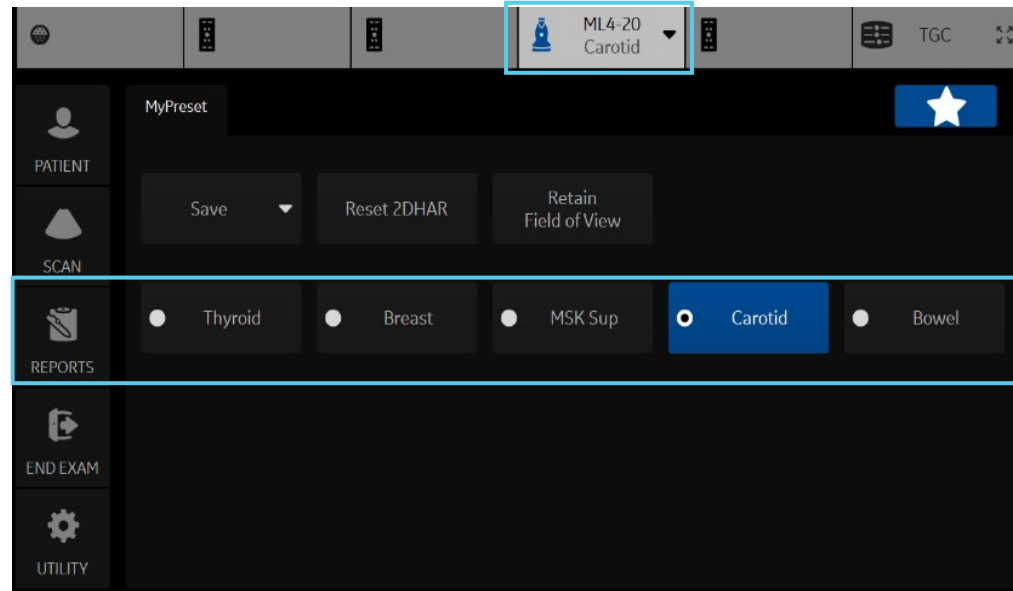 ML4-20
Carotid
TGC
PATIENT
SCAN
REPORTS
END EXAM
UTILITY
MyPreset
Save
Reset 2DHAR
Retain
Field of View
Thyroid
Breast
MSK Sup
Carotid
Bowel